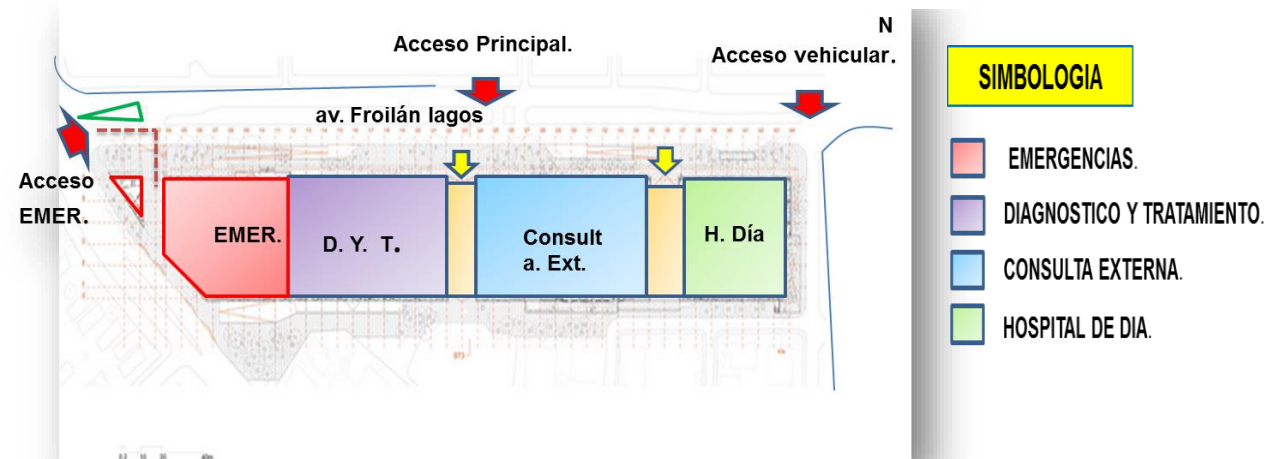 N
Acceso Principal.
Acceso vehicular.
av. Froilán lagos
Acceso
EMER.
EMER.
D. Y. T.
Consult
a. Ext.
H. Día
SIMBOLOGIA
EMERGENCIAS.
DIAGNOSTICO Y TRATAMIENTO.
CONSULTA EXTERNA.
HOSPITAL DE DIA.